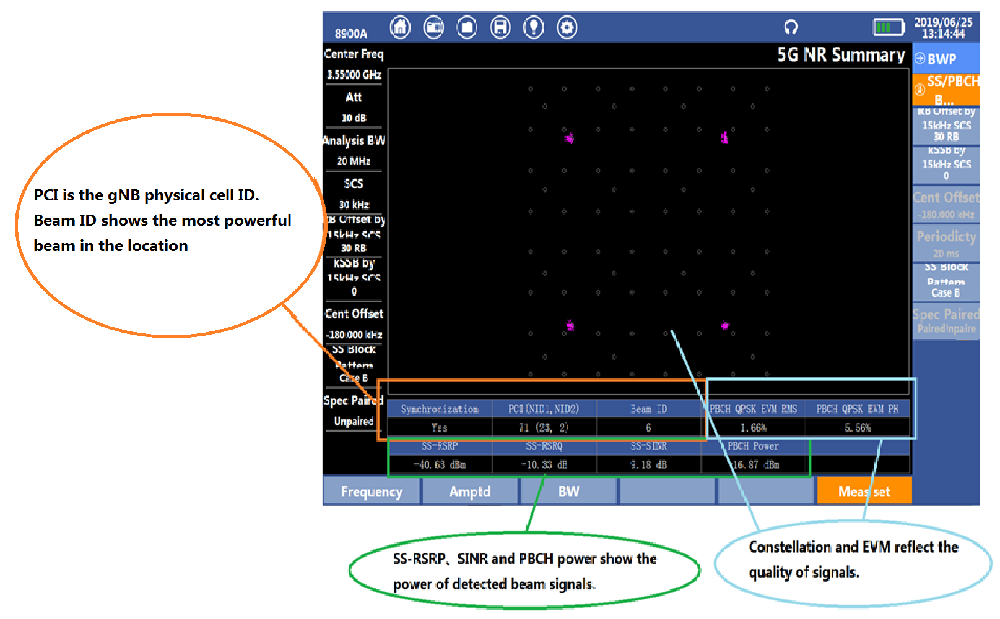 8900A
2019/06/25
13:14:44
5G NR Summary
Center Freq
3.55000 GHz
Att
10 dB
Analysis BW
20 MHz
SCS
30 kHz
RB Offset by
15kHz SCS
30 RB
kSSB by
15kHz SCS
0
Cent Offset
-180.000 kHz
SS Block
Pattern
Case B
Spec Paired
Unpaired
BWP
SS/PBCH
B...
RB Offset by
15kHz SCS
30 RB
kSSB by
15kHz SCS
0
Cent Offset
-180.000 kHz
Periodicty
20 ms
SS Block
Pattern
Case B
Spec Paired
Paired
PCI is the gNB physical cell ID.
Beam ID shows the most powerful
beam in the location
Synchronization PCI(NID1,NID2) Beam ID PBCH QPSK EVM RMS PBCH QPSK EVM PK
Yes 71 (23, 2) 6 1.66% 5.56%
SS-RSRP SS-RSRQ SS-SINR PBCH Power
-40.63 dBm -10.33 dB 9.18 dB 16.87 dBm
Frequency Amptd BW Meas set
SS-RSRP、SINR and PBCH power show the
power of detected beam signals.
Constellation and EVM reflect the
quality of signals.